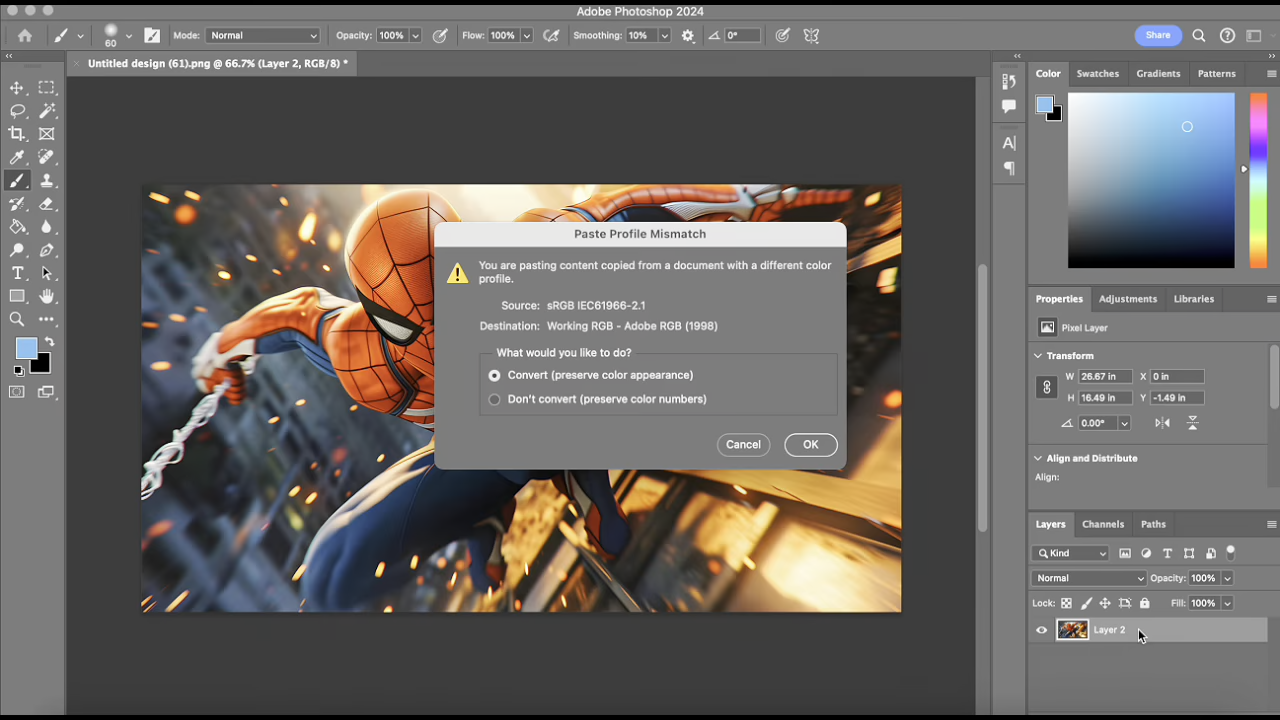 Adobe Photoshop 2024
60
Mode: Normal
Opacity: 100%
Flow: 100%
Smoothing: 10%
0°
Share
Untitled design (61).png @ 66.7% (Layer 2, RGB/8) *
Color Swatches Gradients Patterns
Paste Profile Mismatch
You are pasting content copied from a document with a different color
profile.
Source: sRGB IEC61966-2.1
Destination: Working RGB - Adobe RGB (1998)
What would you like to do?
Convert (preserve color appearance)
Don't convert (preserve color numbers)
Cancel OK
Properties Adjustments Libraries
Pixel Layer
Transform
W 26.67 in X 0 in
H 16.49 in Y -1.49 in
0.00°
Align and Distribute
Align:
Layers Channels Paths
Kind
Normal Opacity: 100%
Lock: Fill: 100%
Layer 2